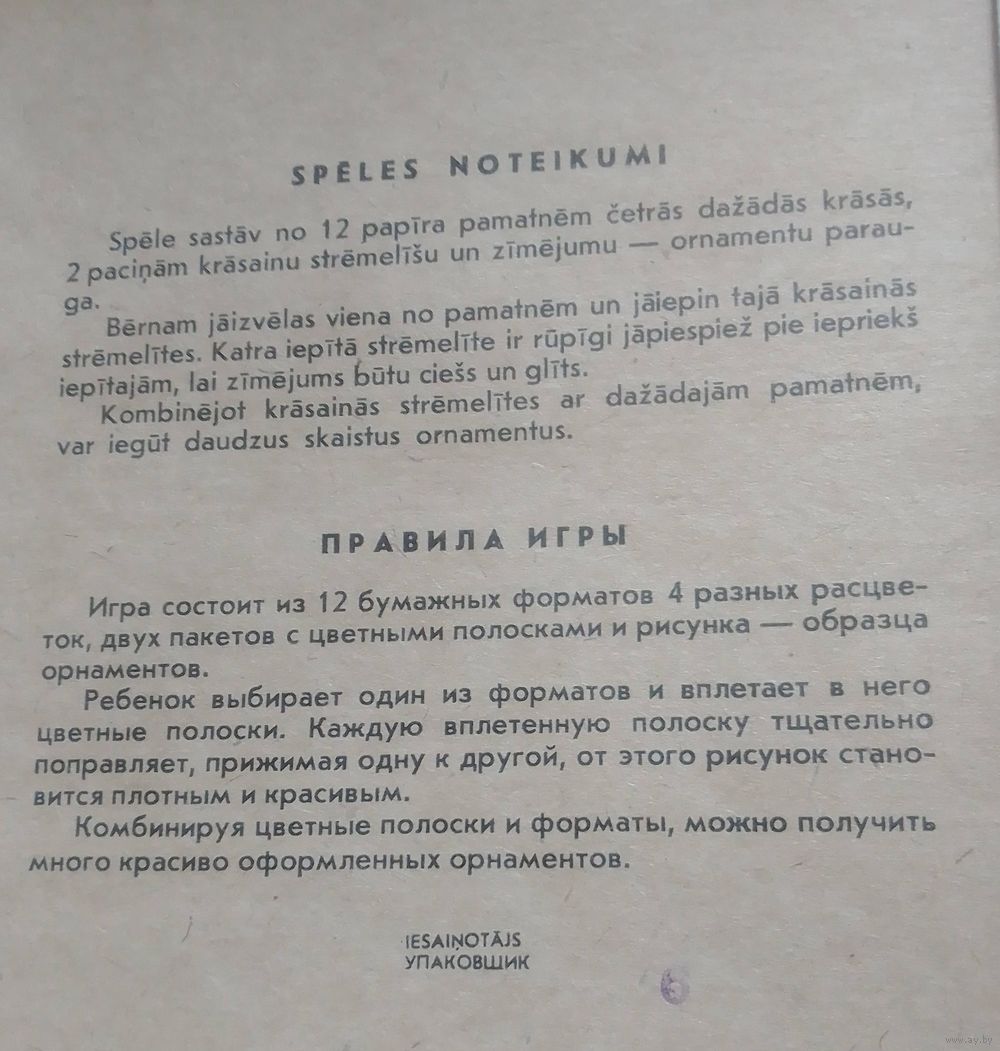 SPĒLES NOTEIKUMI
Spēle sastāv no 12 papīra pamatnēm četrās dažādās krāsās,
2 paciņām krāsainu strēmelīšu un zīmējumu — ornamentu parau-
ga.
Bērnam jāizvēlas viena no pamatnēm un jāiepin tajā krāsainās
strēmelītes. Katra iepītā strēmelīte ir rūpīgi jāpiespiež pie iepriekš
iepītajām, lai zīmējums būtu ciešs un glīts.
Kombinējot krāsainās strēmelītes ar dažādajām pamatnēm,
var iegūt daudzus skaistus ornamentus.
ПРАВИЛА ИГРЫ
Игра состоит из 12 бумажных форматов 4 разных расцве-
ток, двух пакетов с цветными полосками и рисунка — образца
орнаментов.
Ребенок выбирает один из форматов и вплетает в него
цветные полоски. Каждую вплетенную полоску тщательно
поправляет, прижимая одну к другой, от этого рисунок стано-
вится плотным и красивым.
Комбинируя цветные полоски и форматы, можно получить
много красиво оформленных орнаментов.
IESAIŅOTĀJS
УПАКОВЩИК
www.ay.by